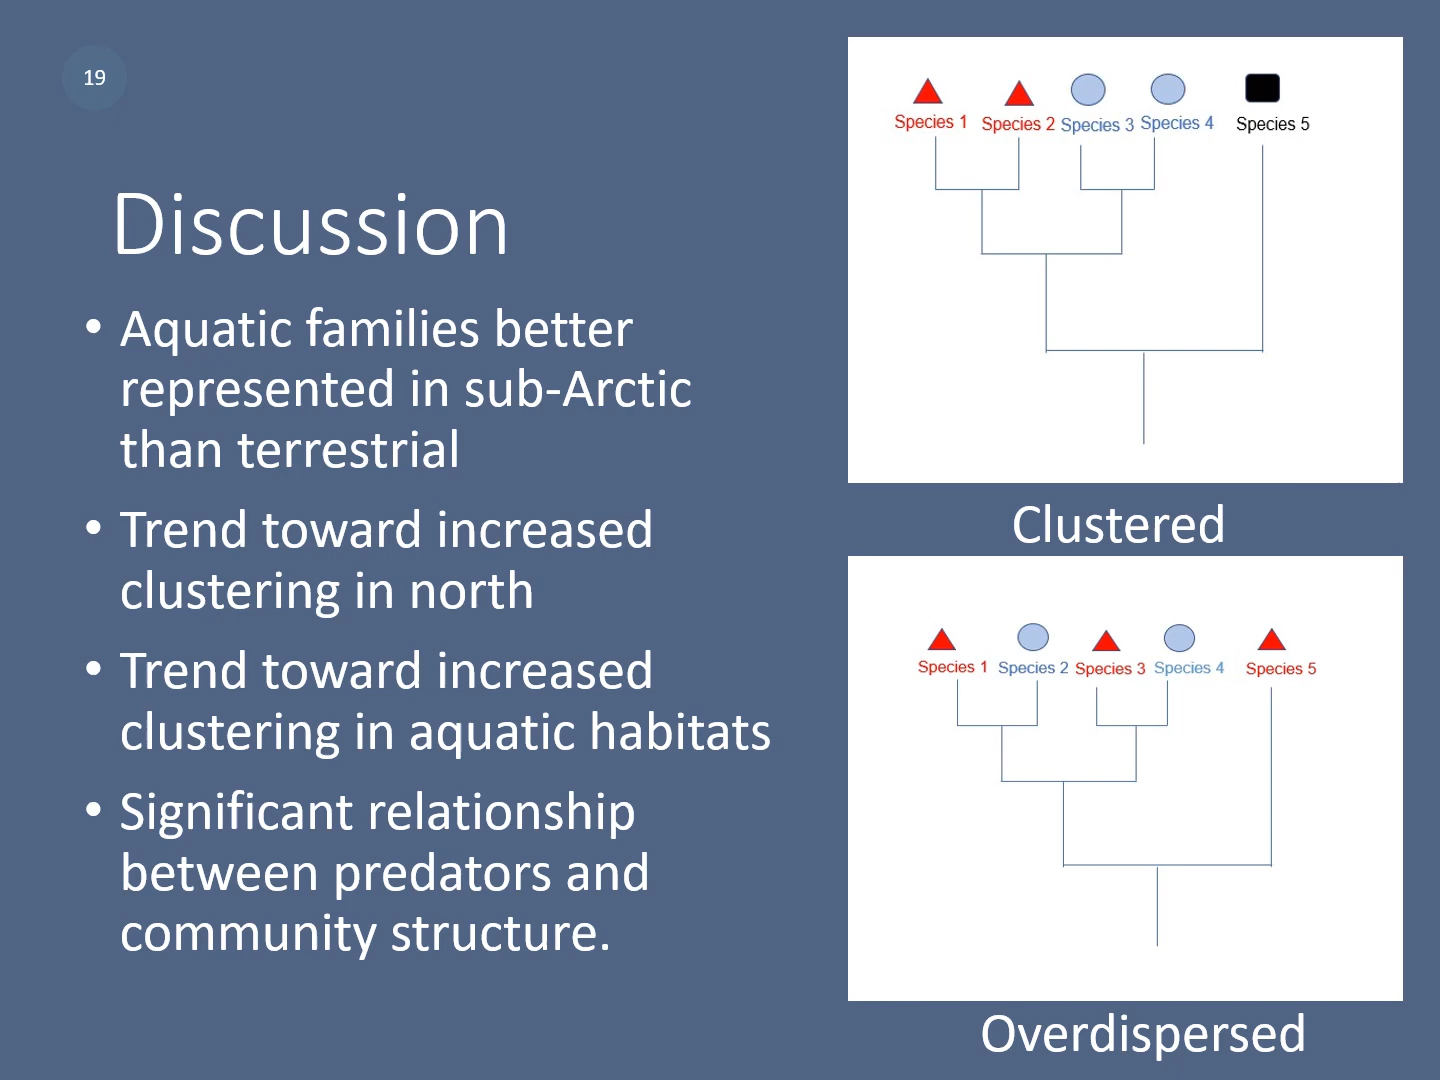 19
Discussion
• Aquatic families better
represented in sub-Arctic
than terrestrial
• Trend toward increased
clustering in north
• Trend toward increased
clustering in aquatic habitats
• Significant relationship
between predators and
community structure.
Species 1 Species 2 Species 3 Species 4 Species 5
Clustered
Species 1 Species 2 Species 3 Species 4 Species 5
Overdispersed